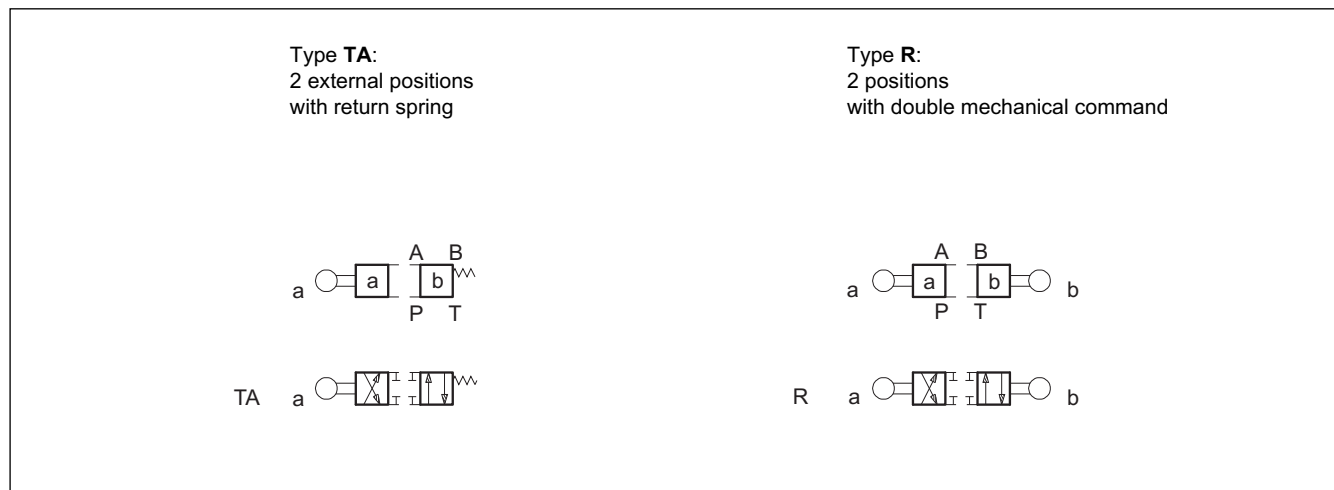 Type TA:
2 external positions
with return spring
Type R:
2 positions
with double mechanical command
A B
a a b
P T
A B
a a b b
P T
TA a
R a b